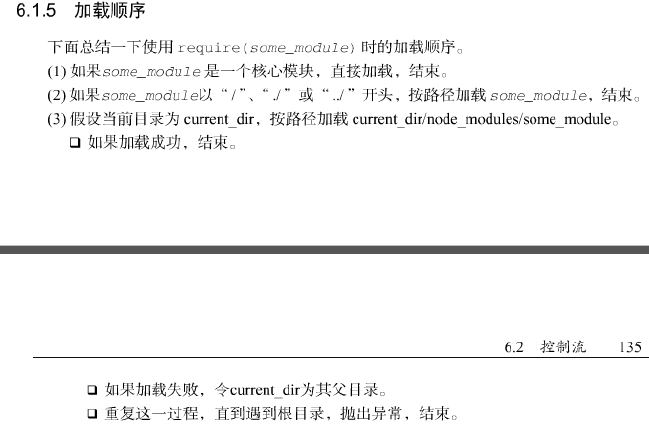 6.1.5 加载顺序
下面总结一下使用 require(some_module) 时的加载顺序。
(1) 如果some_module 是一个核心模块，直接加载，结束。
(2) 如果some_module以“/”、“./”或“../”开头，按路径加载 some_module，结束。
(3) 假设当前目录为 current_dir，按路径加载 current_dir/node_modules/some_module。
❑ 如果加载成功，结束。
6.2 控制流 135
❑ 如果加载失败，令current_dir为其父目录。
❑ 重复这一过程，直到遇到根目录，抛出异常，结束。